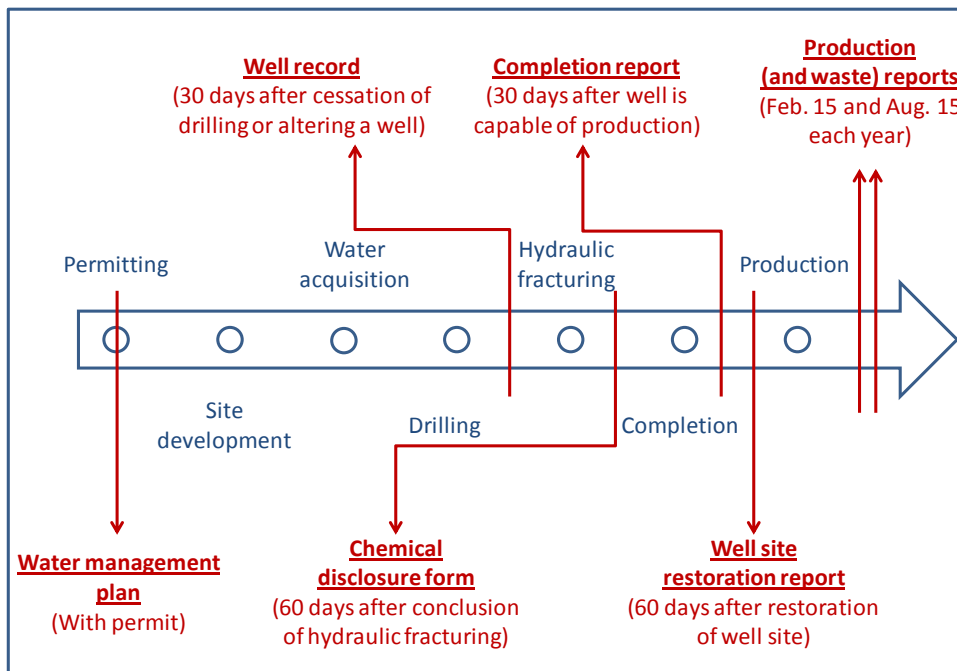 Well record
(30 days after cessation of
drilling or altering a well)
Completion report
(30 days after well is
capable of production)
Production
(and waste) reports
(Feb. 15 and Aug. 15
each year)
Permitting
Water
acquisition
Hydraulic
fracturing
Production
Site
development
Drilling
Completion
Water management
plan
(With permit)
Chemical
disclosure form
(60 days after conclusion
of hydraulic fracturing)
Well site
restoration report
(60 days after restoration
of well site)